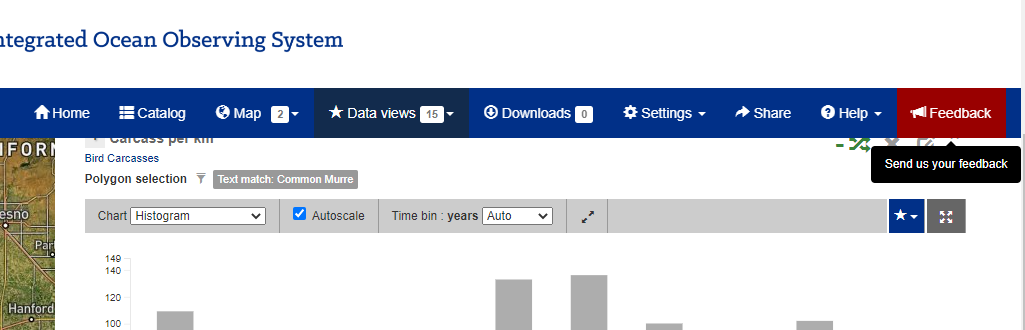 ntegrated Ocean Observing System
Home Catalog Map 2 Data views 15 Downloads 0 Settings Share Help Feedback
Send us your feedback
IFORN
Carcass per km
Bird Carcasses
Polygon selection Text match: Common Murre
esno
Chart Histogram Autoscale Time bin : years Auto
Par
149
140
120
Hanford
100